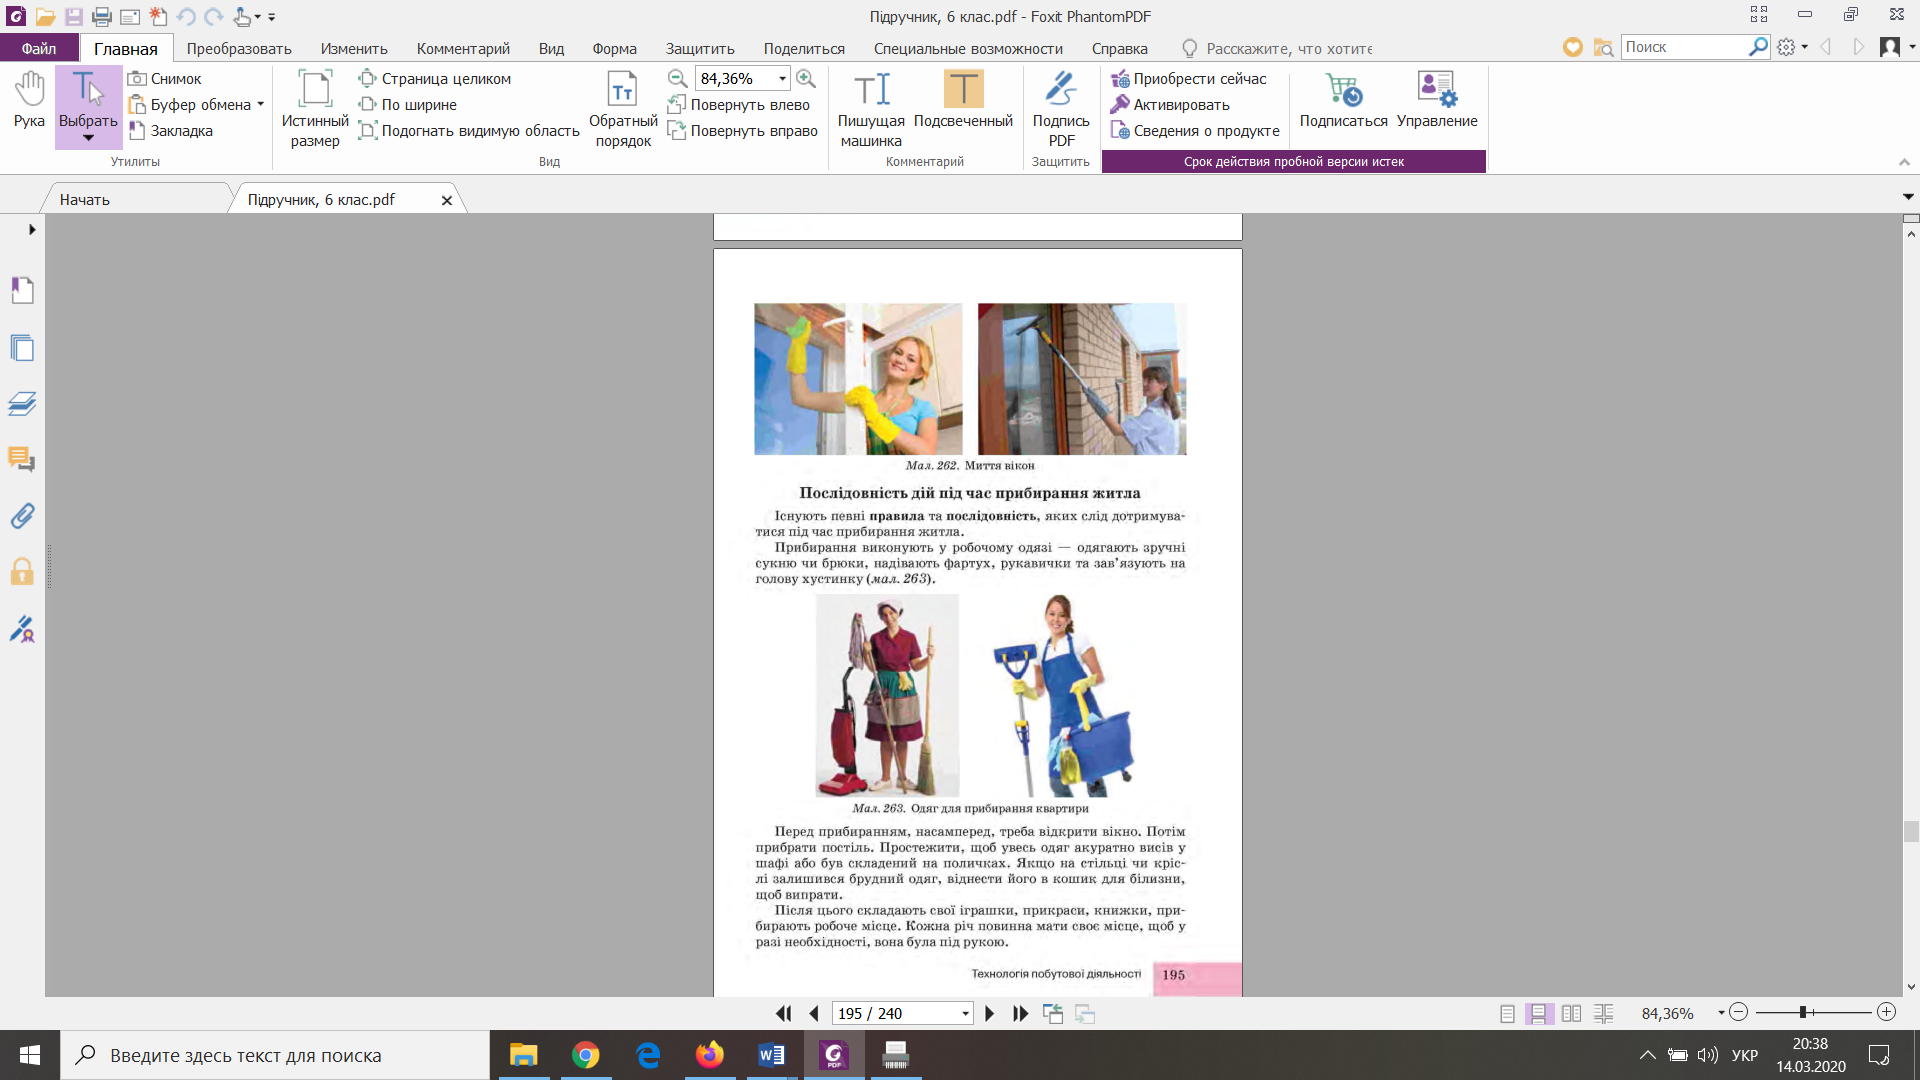 Підручник, 6 клас.pdf - Foxit PhantomPDF
Файл Главная Преобразовать Изменить Комментарий Вид Форма Защитить Поделиться Специальные возможности Справка Расскажите, что хотите Поиск
Рука
Выбрать
Снимок
Буфер обмена
Закладка
Утилиты
Истинный размер
Страница целиком
По ширине
Подогнать видимую область
Обратный порядок
84,36%
Повернуть влево
Повернуть вправо
Вид
Пишущая машинка
Подсвеченный
Комментарий
Подпись PDF
Защитить
Приобрести сейчас
Активировать
Сведения о продукте
Подписаться
Управление
Срок действия пробной версии истек
Начать
Підручник, 6 клас.pdf
Мал. 262. Миття вікон
Послідовність дій під час прибирання житла
Існують певні правила та послідовність, яких слід дотримува-
тися під час прибирання житла.
Прибирання виконують у робочому одязі — одягають зручні
сукню чи брюки, надівають фартух, рукавички та зав’язують на
голову хустинку (мал. 263).
Мал. 263. Одяг для прибирання квартири
Перед прибиранням, насамперед, треба відкрити вікно. Потім
прибрати постіль. Простежити, щоб увесь одяг акуратно висів у
шафі або був складений на поличках. Якщо на стільці чи кріс-
лі залишився брудний одяг, віднести його в кошик для білизни,
щоб випрати.
Після цього складають свої іграшки, прикраси, книжки, при-
бирають робоче місце. Кожна річ повинна мати своє місце, щоб у
разі необхідності, вона була під рукою.
Технологія побутової діяльності 195
195 / 240
84,36%
Введите здесь текст для поиска
УКР
20:38
14.03.2020